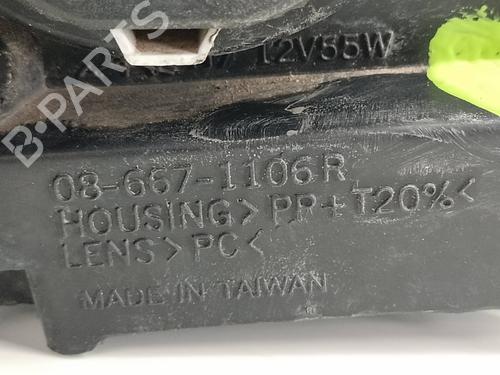 12V55W
08-667-1106R
HOUSING>PP+T20%<
LENS>PC<
MADE IN TAIWAN
B-PARTS